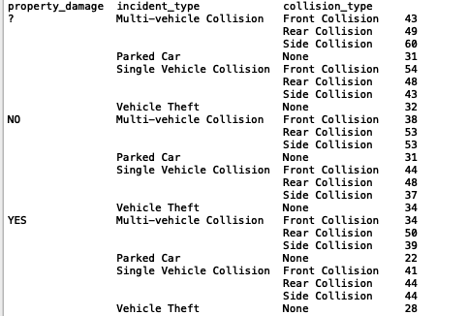 property_damage  incident_type             collision_type
?                Multi-vehicle Collision   Front Collision    43
                                           Rear Collision     49
                                           Side Collision     60
                 Parked Car                None               31
                 Single Vehicle Collision  Front Collision    54
                                           Rear Collision     48
                                           Side Collision     43
                 Vehicle Theft             None               32
NO               Multi-vehicle Collision   Front Collision    38
                                           Rear Collision     53
                                           Side Collision     53
                 Parked Car                None               31
                 Single Vehicle Collision  Front Collision    44
                                           Rear Collision     48
                                           Side Collision     37
                 Vehicle Theft             None               34
YES              Multi-vehicle Collision   Front Collision    34
                                           Rear Collision     50
                                           Side Collision     39
                 Parked Car                None               22
                 Single Vehicle Collision  Front Collision    41
                                           Rear Collision     44
                                           Side Collision     44
                 Vehicle Theft             None               28